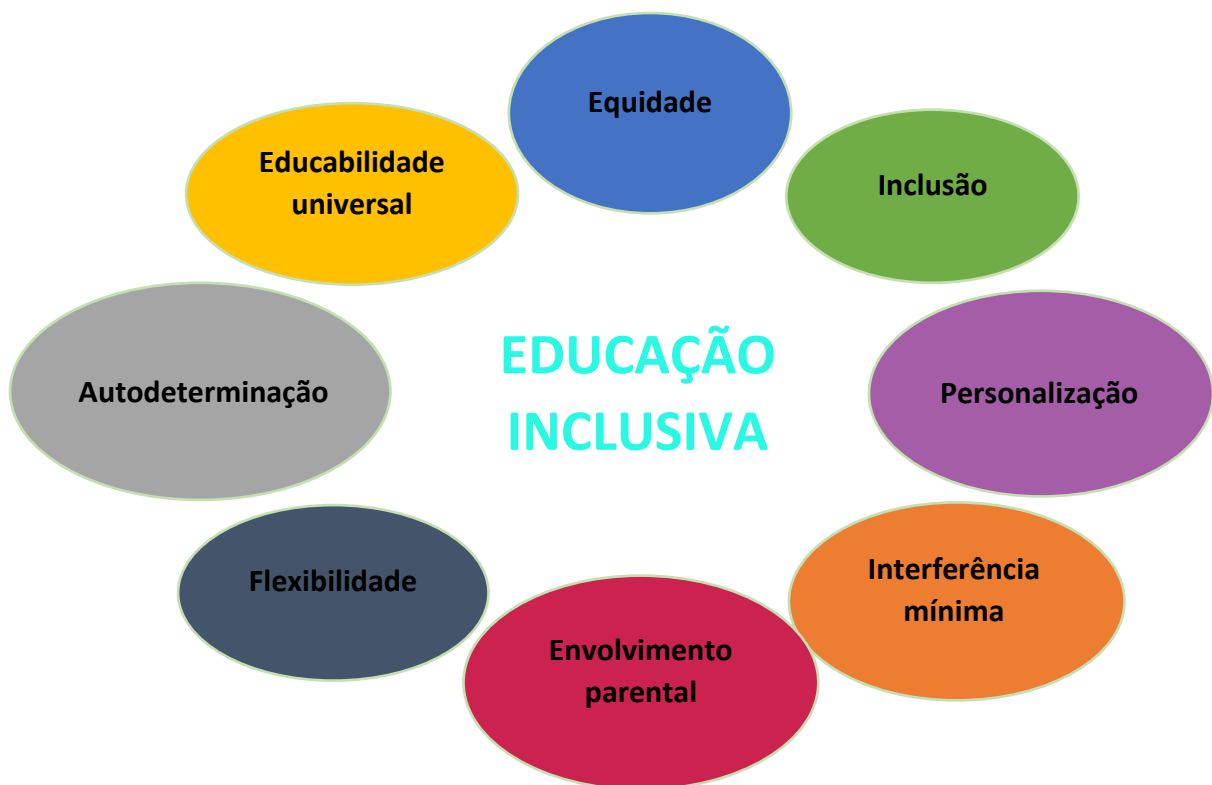 Equidade
Educabilidade
universal
Inclusão
EDUCAÇÃO
INCLUSIVA
Autodeterminação
Personalização
Flexibilidade
Interferência
mínima
Envolvimento
parental